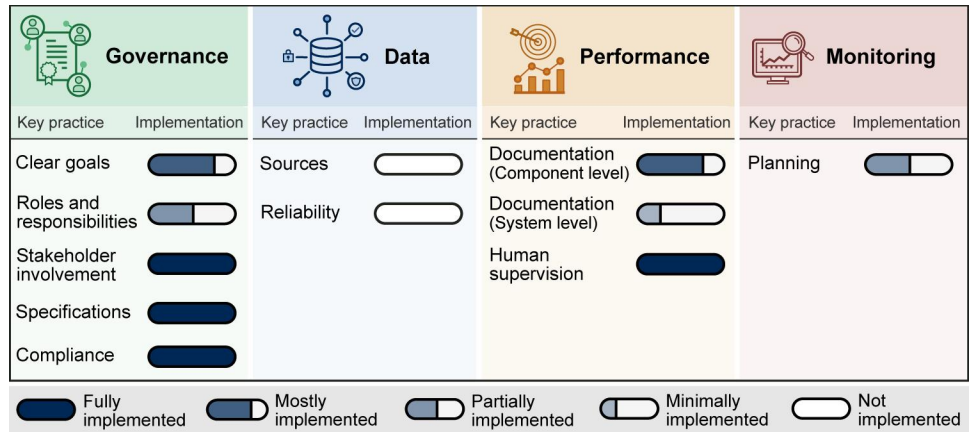 Governance
Data
Performance
Monitoring
Key practice Implementation
Key practice Implementation
Key practice Implementation
Key practice Implementation
Clear goals
Roles and
responsibilities
Stakeholder
involvement
Specifications
Compliance
Sources
Reliability
Documentation
(Component level)
Documentation
(System level)
Human
supervision
Planning
Fully
implemented
Mostly
implemented
Partially
implemented
Minimally
implemented
Not
implemented